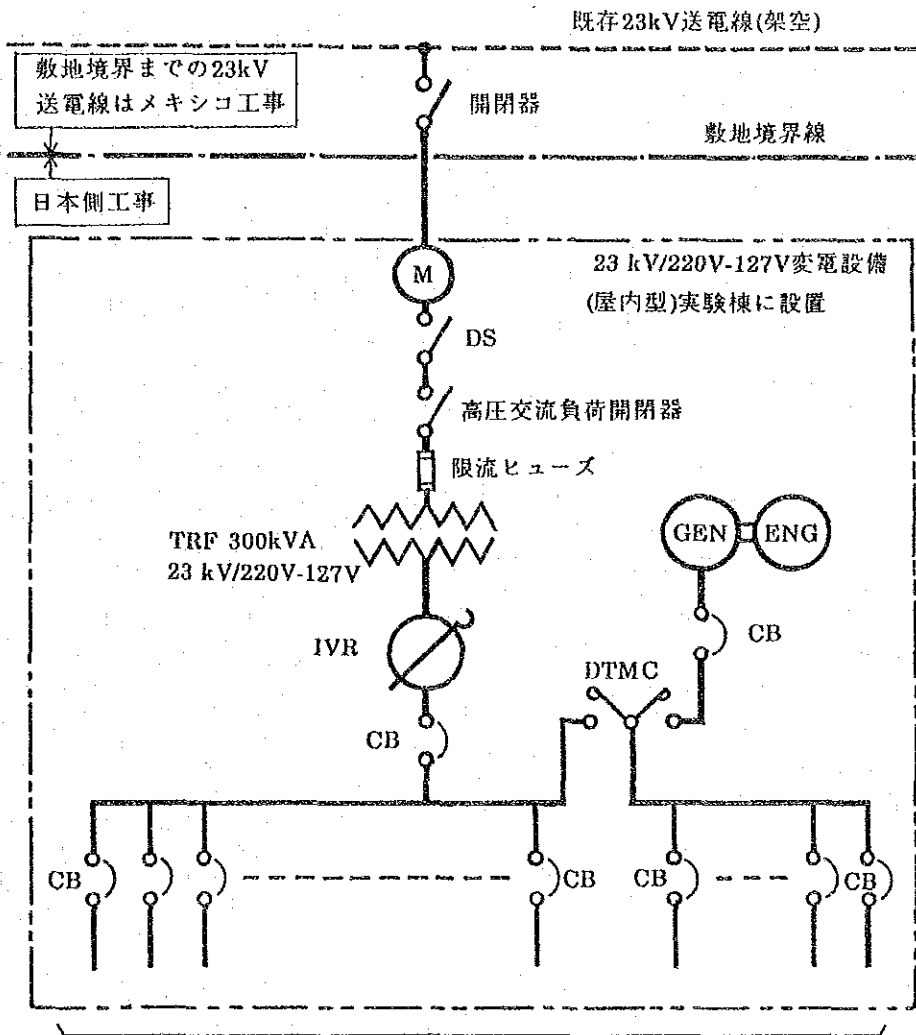 既存23kV送電線(架空)
敷地境界までの23kV
送電線はメキシコ工事
開閉器
敷地境界線
日本側工事
M
23 kV/220V-127V変電設備
(屋内型)実験棟に設置
DS
高圧交流負荷開閉器
限流ヒューズ
TRF 300kVA
23 kV/220V-127V
GEN
ENG
IVR
CB
DTMC
CB
CB
CB
CB
CB